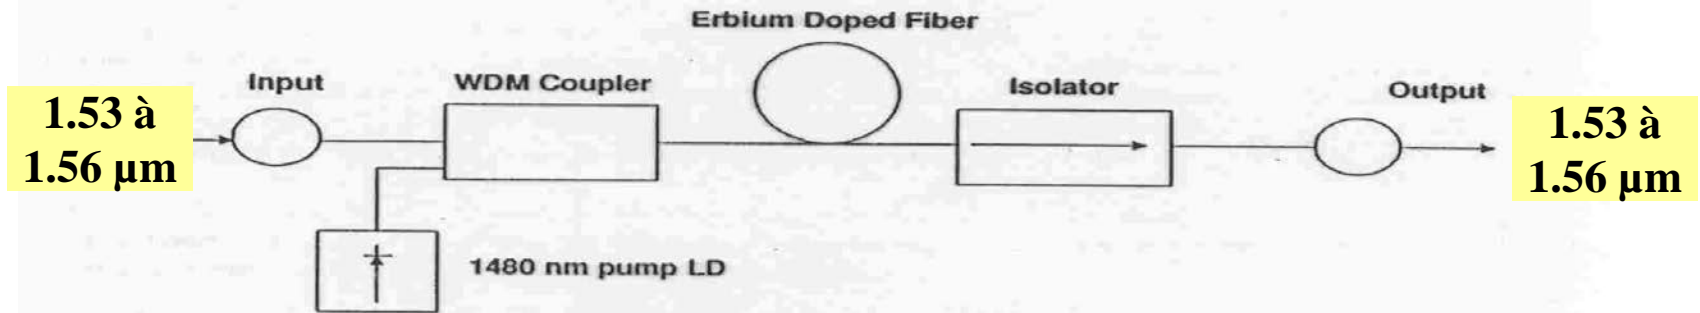 Erbium Doped Fiber
Input
WDM Coupler
Isolator
Output
1.53 à
1.56 µm
1.53 à
1.56 µm
1480 nm pump LD